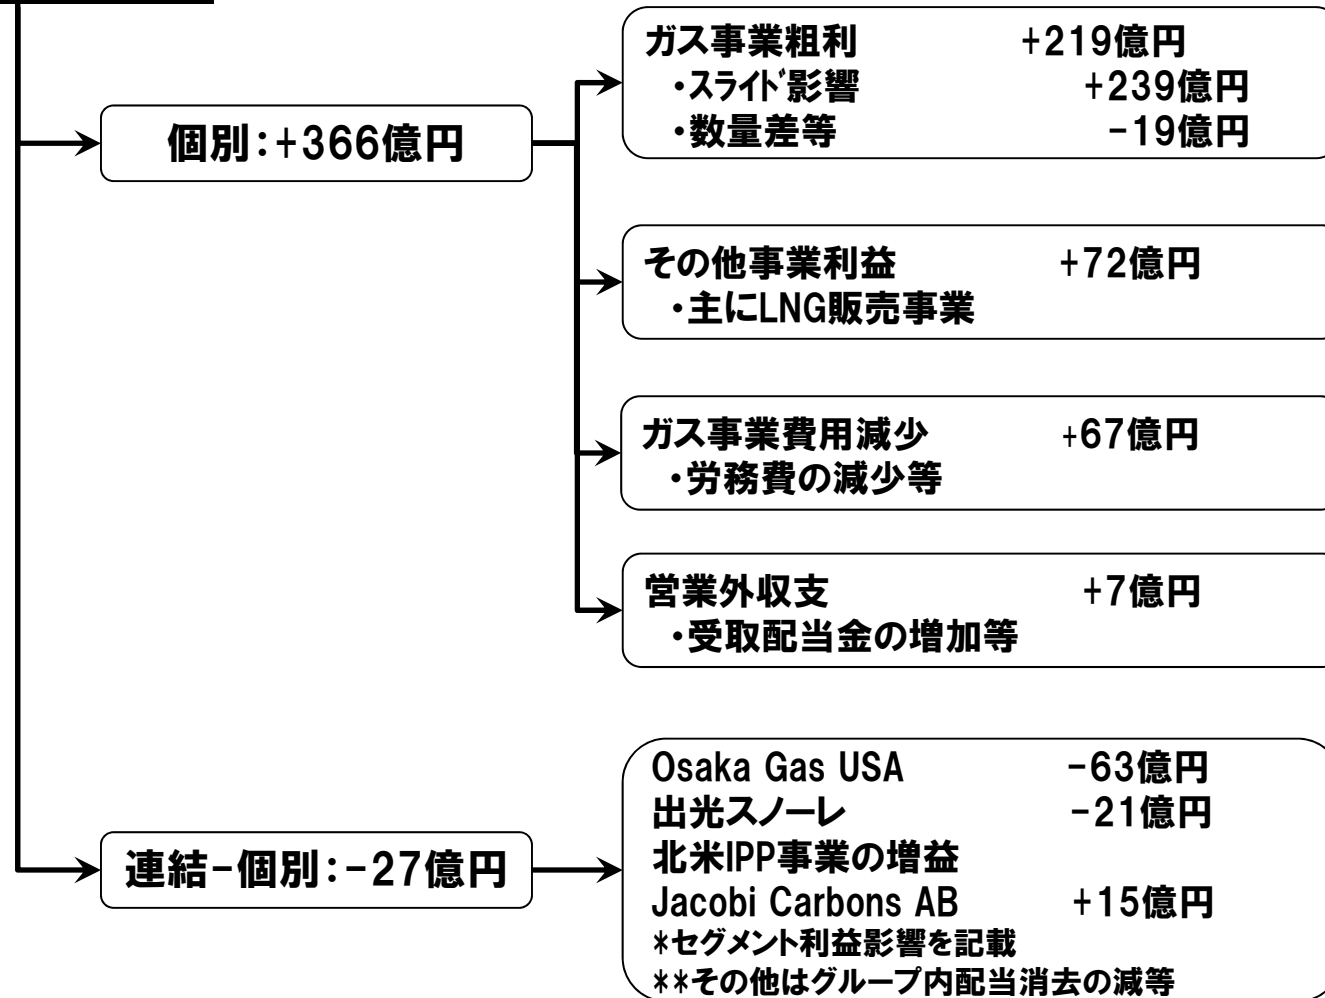 ガス事業粗利 +219億円
・スライド影響 +239億円
・数量差等 -19億円
個別:+366億円
その他事業利益 +72億円
・主にLNG販売事業
ガス事業費用減少 +67億円
・労務費の減少等
営業外収支 +7億円
・受取配当金の増加等
連結-個別:-27億円
Osaka Gas USA -63億円
出光スノーレ -21億円
北米IPP事業の増益
Jacobi Carbons AB +15億円
*セグメント利益影響を記載
**その他はグループ内配当消去の減等